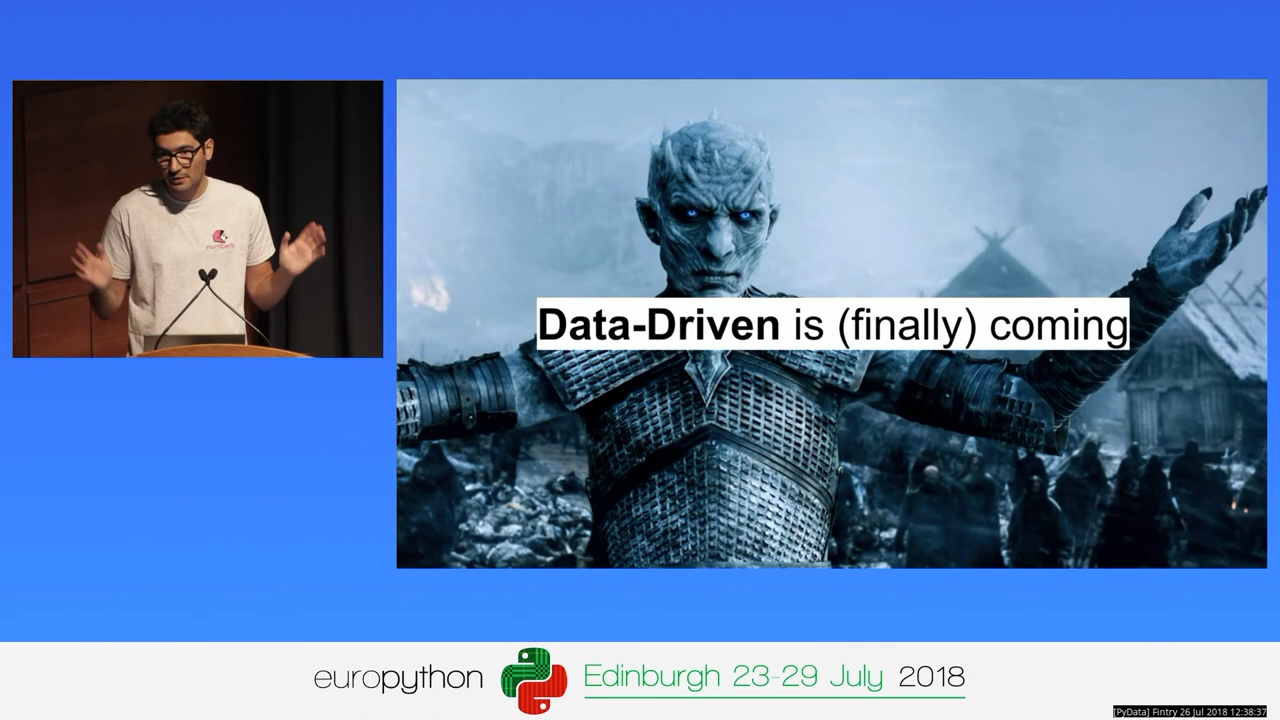 numberly
Data-Driven is (finally) coming
europython
Edinburgh 23-29 July 2018
[PyData] Fintry 26 Jul 2018 12:38:37